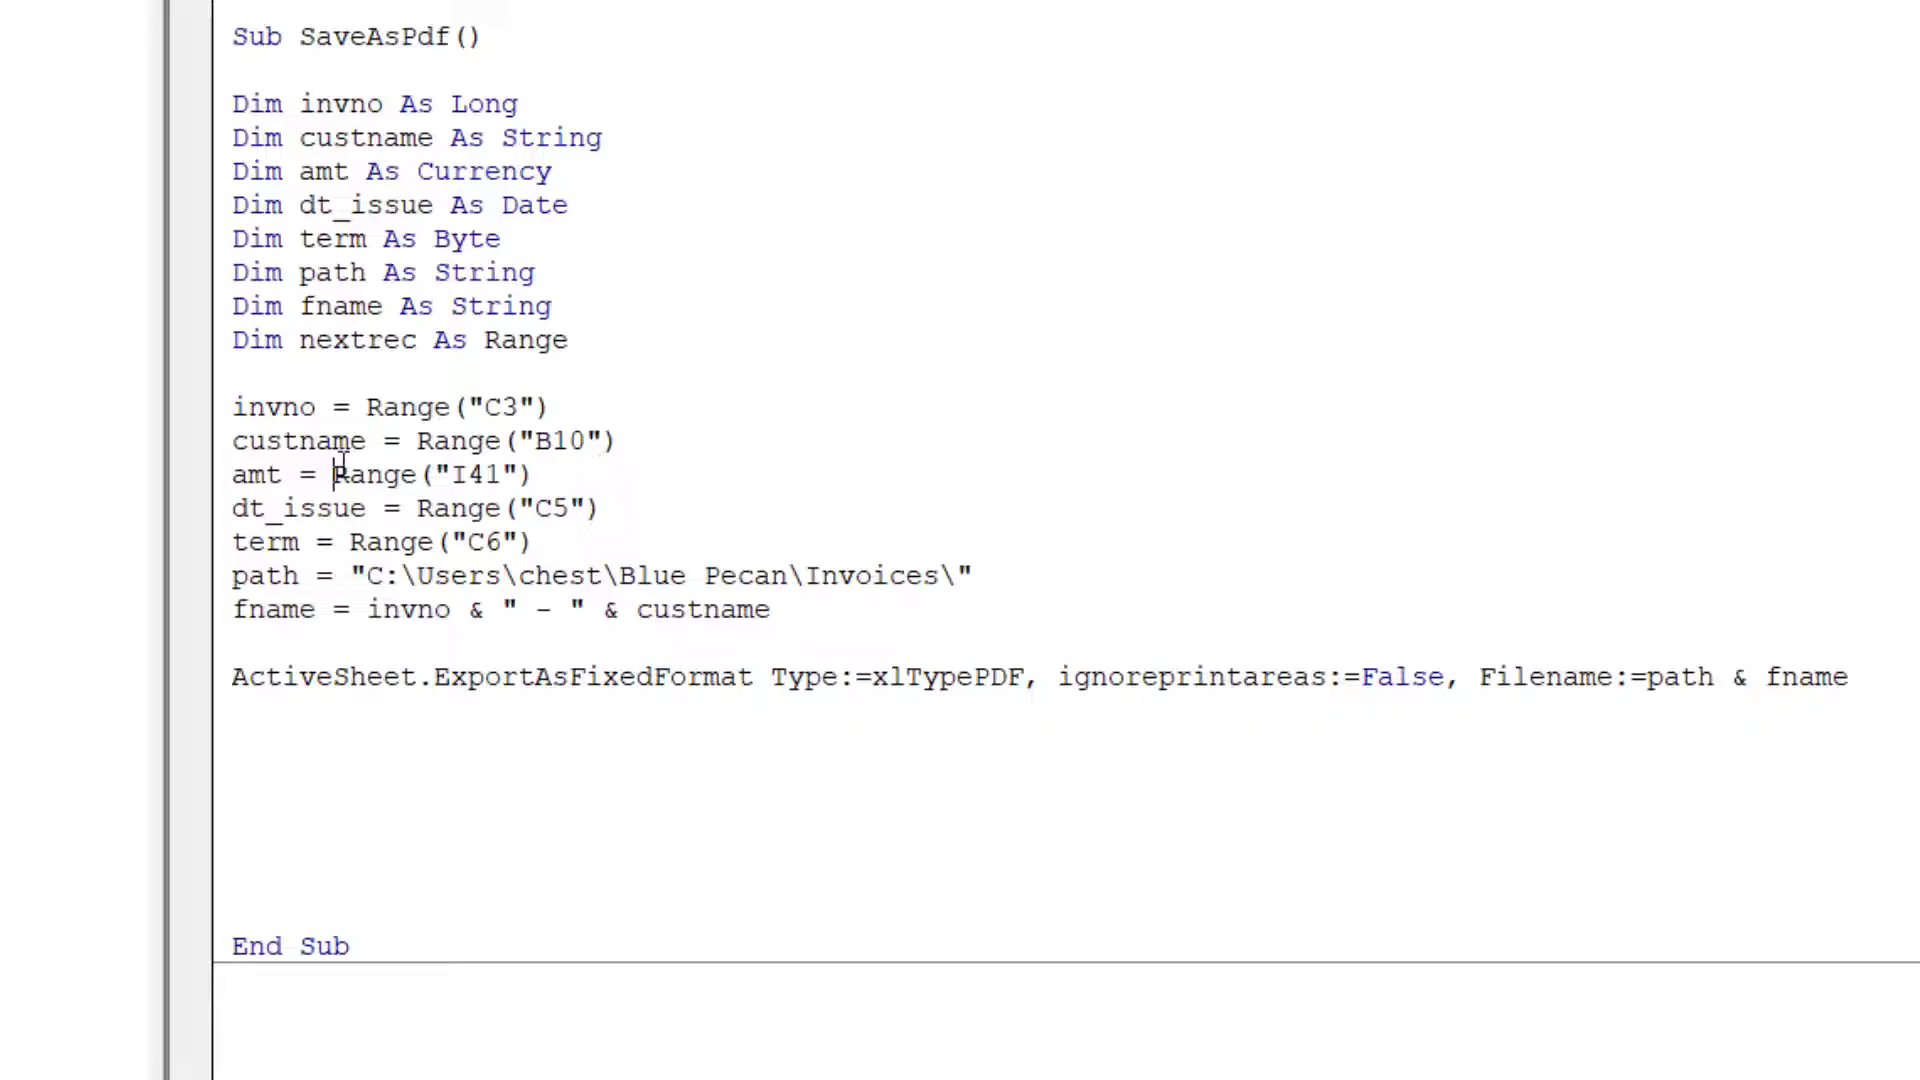 Sub SaveAsPdf()
Dim invno As Long
Dim custname As String
Dim amt As Currency
Dim dt_issue As Date
Dim term As Byte
Dim path As String
Dim fname As String
Dim nextrec As Range
invno = Range("C3")
custname = Range("B10")
amt = Range("I41")
dt_issue = Range("C5")
term = Range("C6")
path = "C:\Users\chest\Blue Pecan\Invoices\"
fname = invno & " - " & custname
ActiveSheet.ExportAsFixedFormat Type:=xlTypePDF, ignoreprintareas:=False, Filename:=path & fname
End Sub